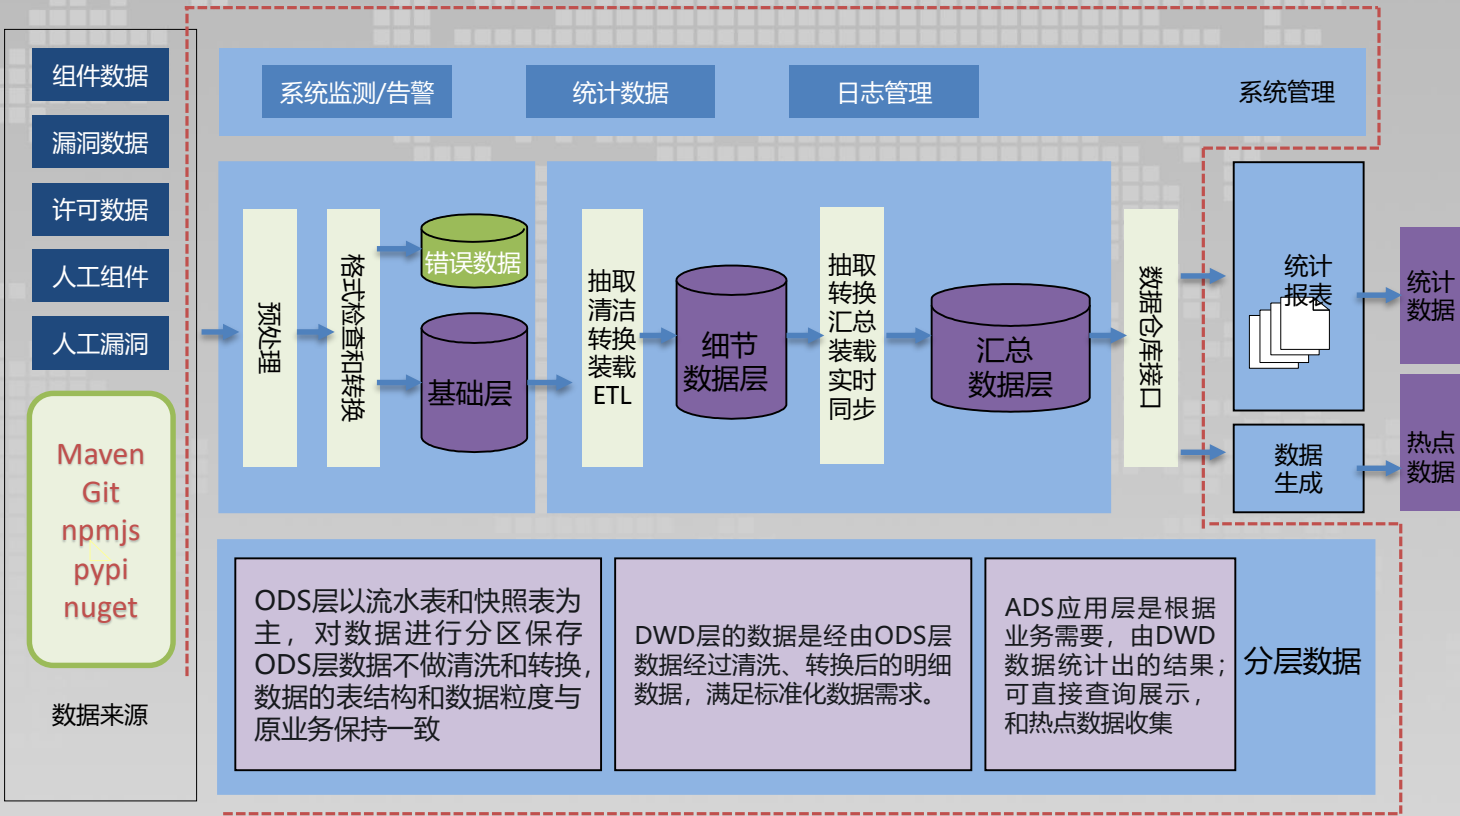 组件数据
漏洞数据
许可数据
人工组件
人工漏洞
Maven
Git
npmjs
pypi
nuget
数据来源
系统监测/告警
统计数据
日志管理
系统管理
预处理
格式检查和转换
错误数据
基础层
抽取
清洁
转换
装载
ETL
细节
数据层
抽取
转换
汇总
装载
实时
同步
汇总
数据层
数据仓库接口
统计
报表
数据
生成
统计
数据
热点
数据
ODS层以流水表和快照表为
主，对数据进行分区保存
ODS层数据不做清洗和转换，
数据的表结构和数据粒度与
原业务保持一致
DWD层的数据是经由ODS层
数据经过清洗、转换后的明细
数据，满足标准化数据需求。
ADS应用层是根据
业务需要，由DWD
数据统计出的结果；
可直接查询展示，
和热点数据收集
分层数据